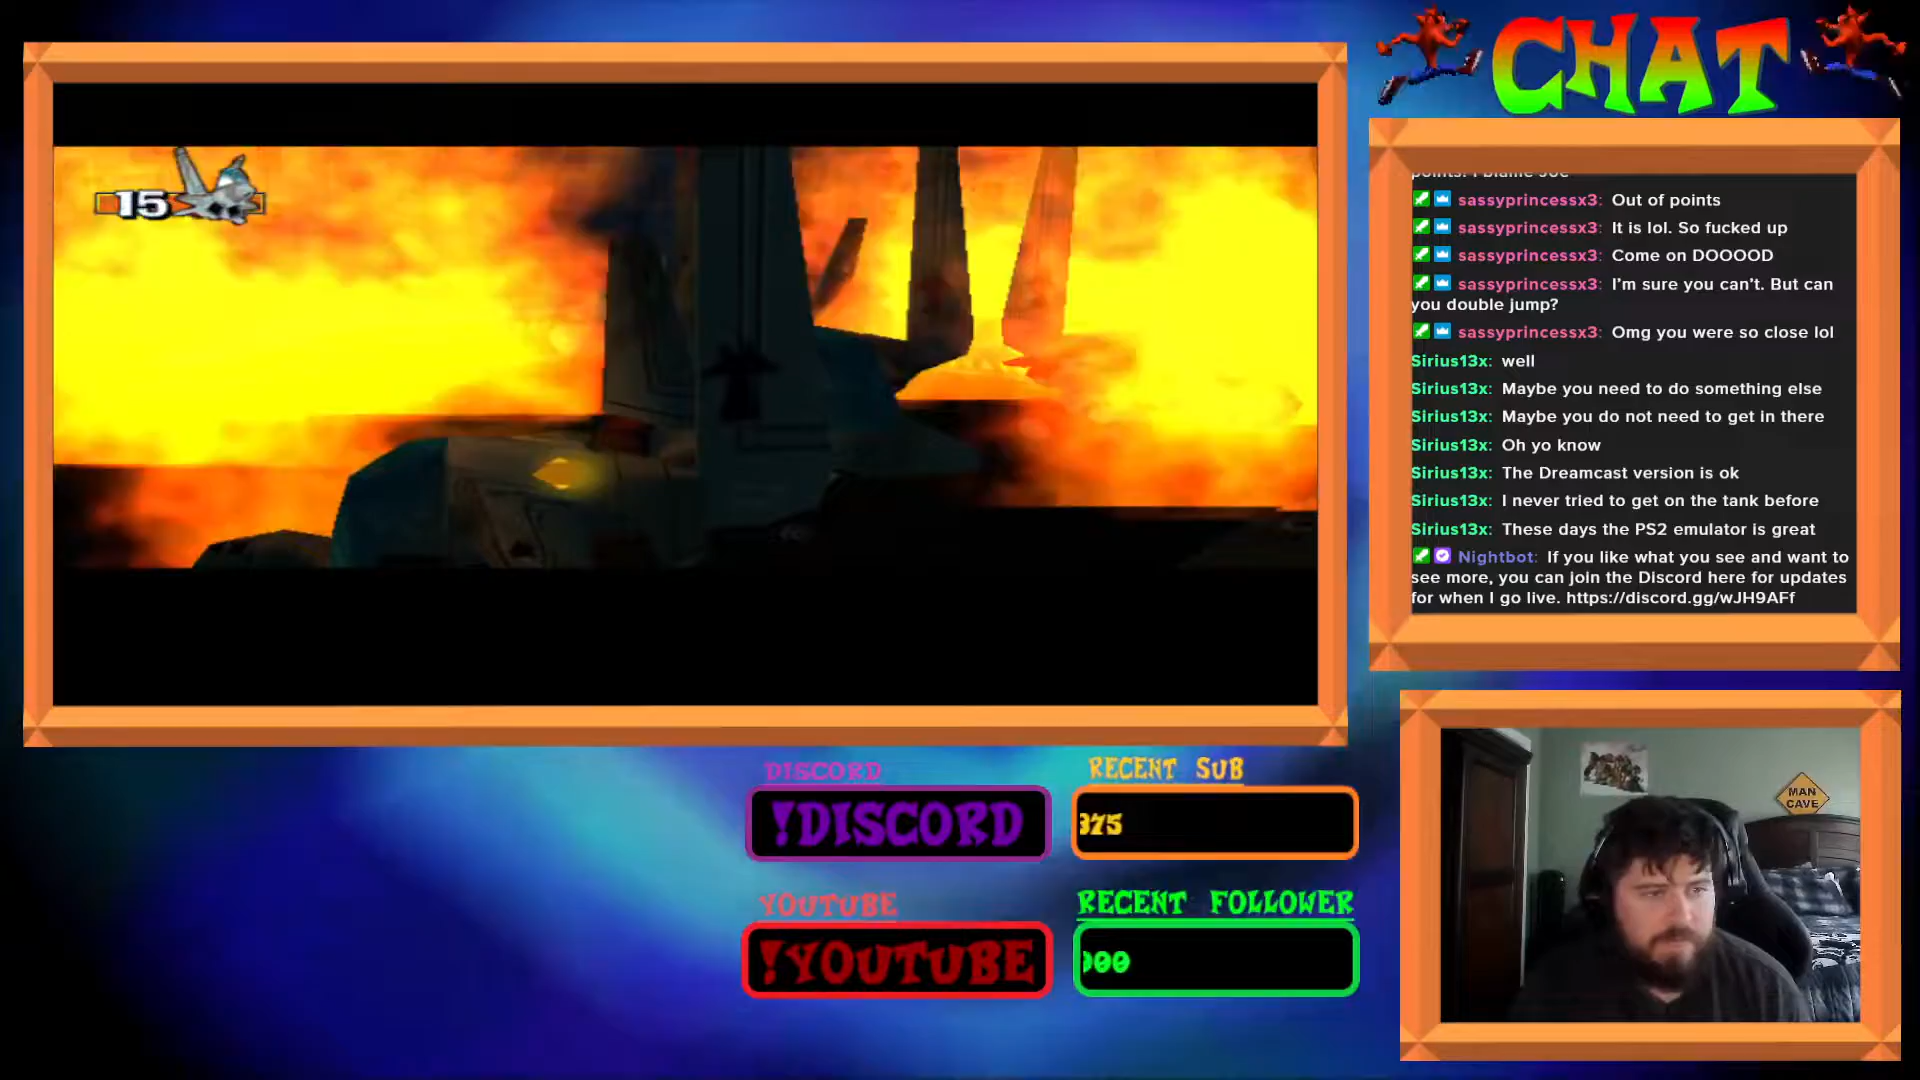 CHAT
15
sassyprincessx3: Out of points
sassyprincessx3: It is lol. So fucked up
sassyprincessx3: Come on DOOOOD
sassyprincessx3: I'm sure you can't. But can
you double jump?
sassyprincessx3: Omg you were so close lol
Sirius13x: well
Sirius13x: Maybe you need to do something else
Sirius13x: Maybe you do not need to get in there
Sirius13x: Oh yo know
Sirius13x: The Dreamcast version is ok
Sirius13x: I never tried to get on the tank before
Sirius13x: These days the PS2 emulator is great
Nightbot: If you like what you see and want to
see more, you can join the Discord here for updates
for when I go live. https://discord.gg/wJH9AFf
DISCORD
!DISCORD
RECENT SUB
375
YOUTUBE
!YOUTUBE
RECENT FOLLOWER
000
MAN
CAVE